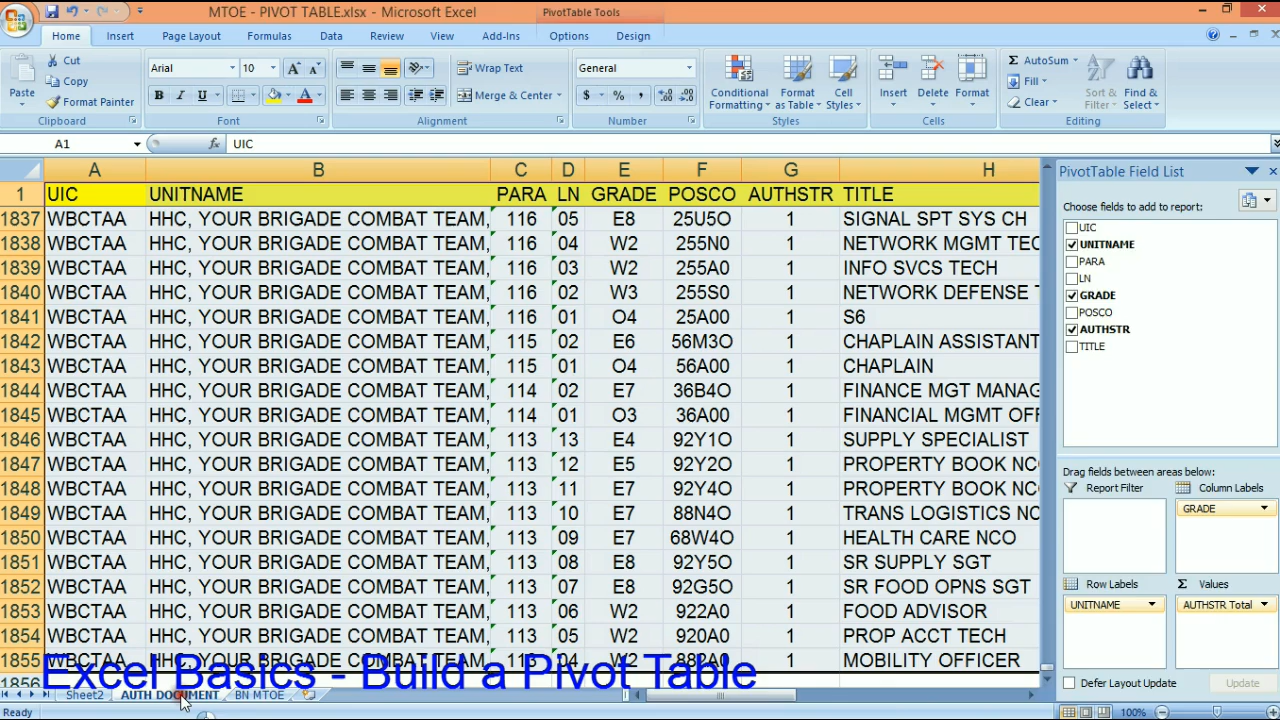 MTOE - PIVOT TABLE.xlsx - Microsoft Excel
PivotTable Tools
Home Insert Page Layout Formulas Data Review View Add-Ins Options Design
Paste
Cut
Copy
Format Painter
Clipboard
Arial 10
B I U
Font
Wrap Text
Merge & Center
Alignment
General
$ % ,
Number
Conditional Formatting
Format as Table
Cell Styles
Styles
Insert Delete Format
Cells
Σ AutoSum
Fill
Clear
Sort & Filter
Find & Select
Editing
A1 fx UIC
A B C D E F G H
1 UIC UNITNAME PARA LN GRADE POSCO AUTHSTR TITLE
1837 WBCTAA HHC, YOUR BRIGADE COMBAT TEAM, 116 05 E8 25U5O 1 SIGNAL SPT SYS CH
1838 WBCTAA HHC, YOUR BRIGADE COMBAT TEAM, 116 04 W2 255N0 1 NETWORK MGMT TEC
1839 WBCTAA HHC, YOUR BRIGADE COMBAT TEAM, 116 03 W2 255A0 1 INFO SVCS TECH
1840 WBCTAA HHC, YOUR BRIGADE COMBAT TEAM, 116 02 W3 255S0 1 NETWORK DEFENSE
1841 WBCTAA HHC, YOUR BRIGADE COMBAT TEAM, 116 01 O4 25A00 1 S6
1842 WBCTAA HHC, YOUR BRIGADE COMBAT TEAM, 115 02 E6 56M3O 1 CHAPLAIN ASSISTANT
1843 WBCTAA HHC, YOUR BRIGADE COMBAT TEAM, 115 01 O4 56A00 1 CHAPLAIN
1844 WBCTAA HHC, YOUR BRIGADE COMBAT TEAM, 114 02 E7 36B4O 1 FINANCE MGT MANAG
1845 WBCTAA HHC, YOUR BRIGADE COMBAT TEAM, 114 01 O3 36A00 1 FINANCIAL MGMT OFF
1846 WBCTAA HHC, YOUR BRIGADE COMBAT TEAM, 113 13 E4 92Y1O 1 SUPPLY SPECIALIST
1847 WBCTAA HHC, YOUR BRIGADE COMBAT TEAM, 113 12 E5 92Y2O 1 PROPERTY BOOK NC
1848 WBCTAA HHC, YOUR BRIGADE COMBAT TEAM, 113 11 E7 92Y4O 1 PROPERTY BOOK NC
1849 WBCTAA HHC, YOUR BRIGADE COMBAT TEAM, 113 10 E7 88N4O 1 TRANS LOGISTICS NC
1850 WBCTAA HHC, YOUR BRIGADE COMBAT TEAM, 113 09 E7 68W4O 1 HEALTH CARE NCO
1851 WBCTAA HHC, YOUR BRIGADE COMBAT TEAM, 113 08 E8 92Y5O 1 SR SUPPLY SGT
1852 WBCTAA HHC, YOUR BRIGADE COMBAT TEAM, 113 07 E8 92G5O 1 SR FOOD OPNS SGT
1853 WBCTAA HHC, YOUR BRIGADE COMBAT TEAM, 113 06 W2 922A0 1 FOOD ADVISOR
1854 WBCTAA HHC, YOUR BRIGADE COMBAT TEAM, 113 05 W2 920A0 1 PROP ACCT TECH
1855 WBCTAA HHC, YOUR BRIGADE COMBAT TEAM, 113 04 W2 882A0 1 MOBILITY OFFICER
1856
Excel Basics - Build a Pivot Table
Sheet2 AUTH DOCUMENT BN MTOE
Ready
100%
PivotTable Field List
Choose fields to add to report:
UIC
UNITNAME
PARA
LN
GRADE
POSCO
AUTHSTR
TITLE
Drag fields between areas below:
Report Filter Column Labels
GRADE
Row Labels Σ Values
UNITNAME AUTHSTR Total
Defer Layout Update Update